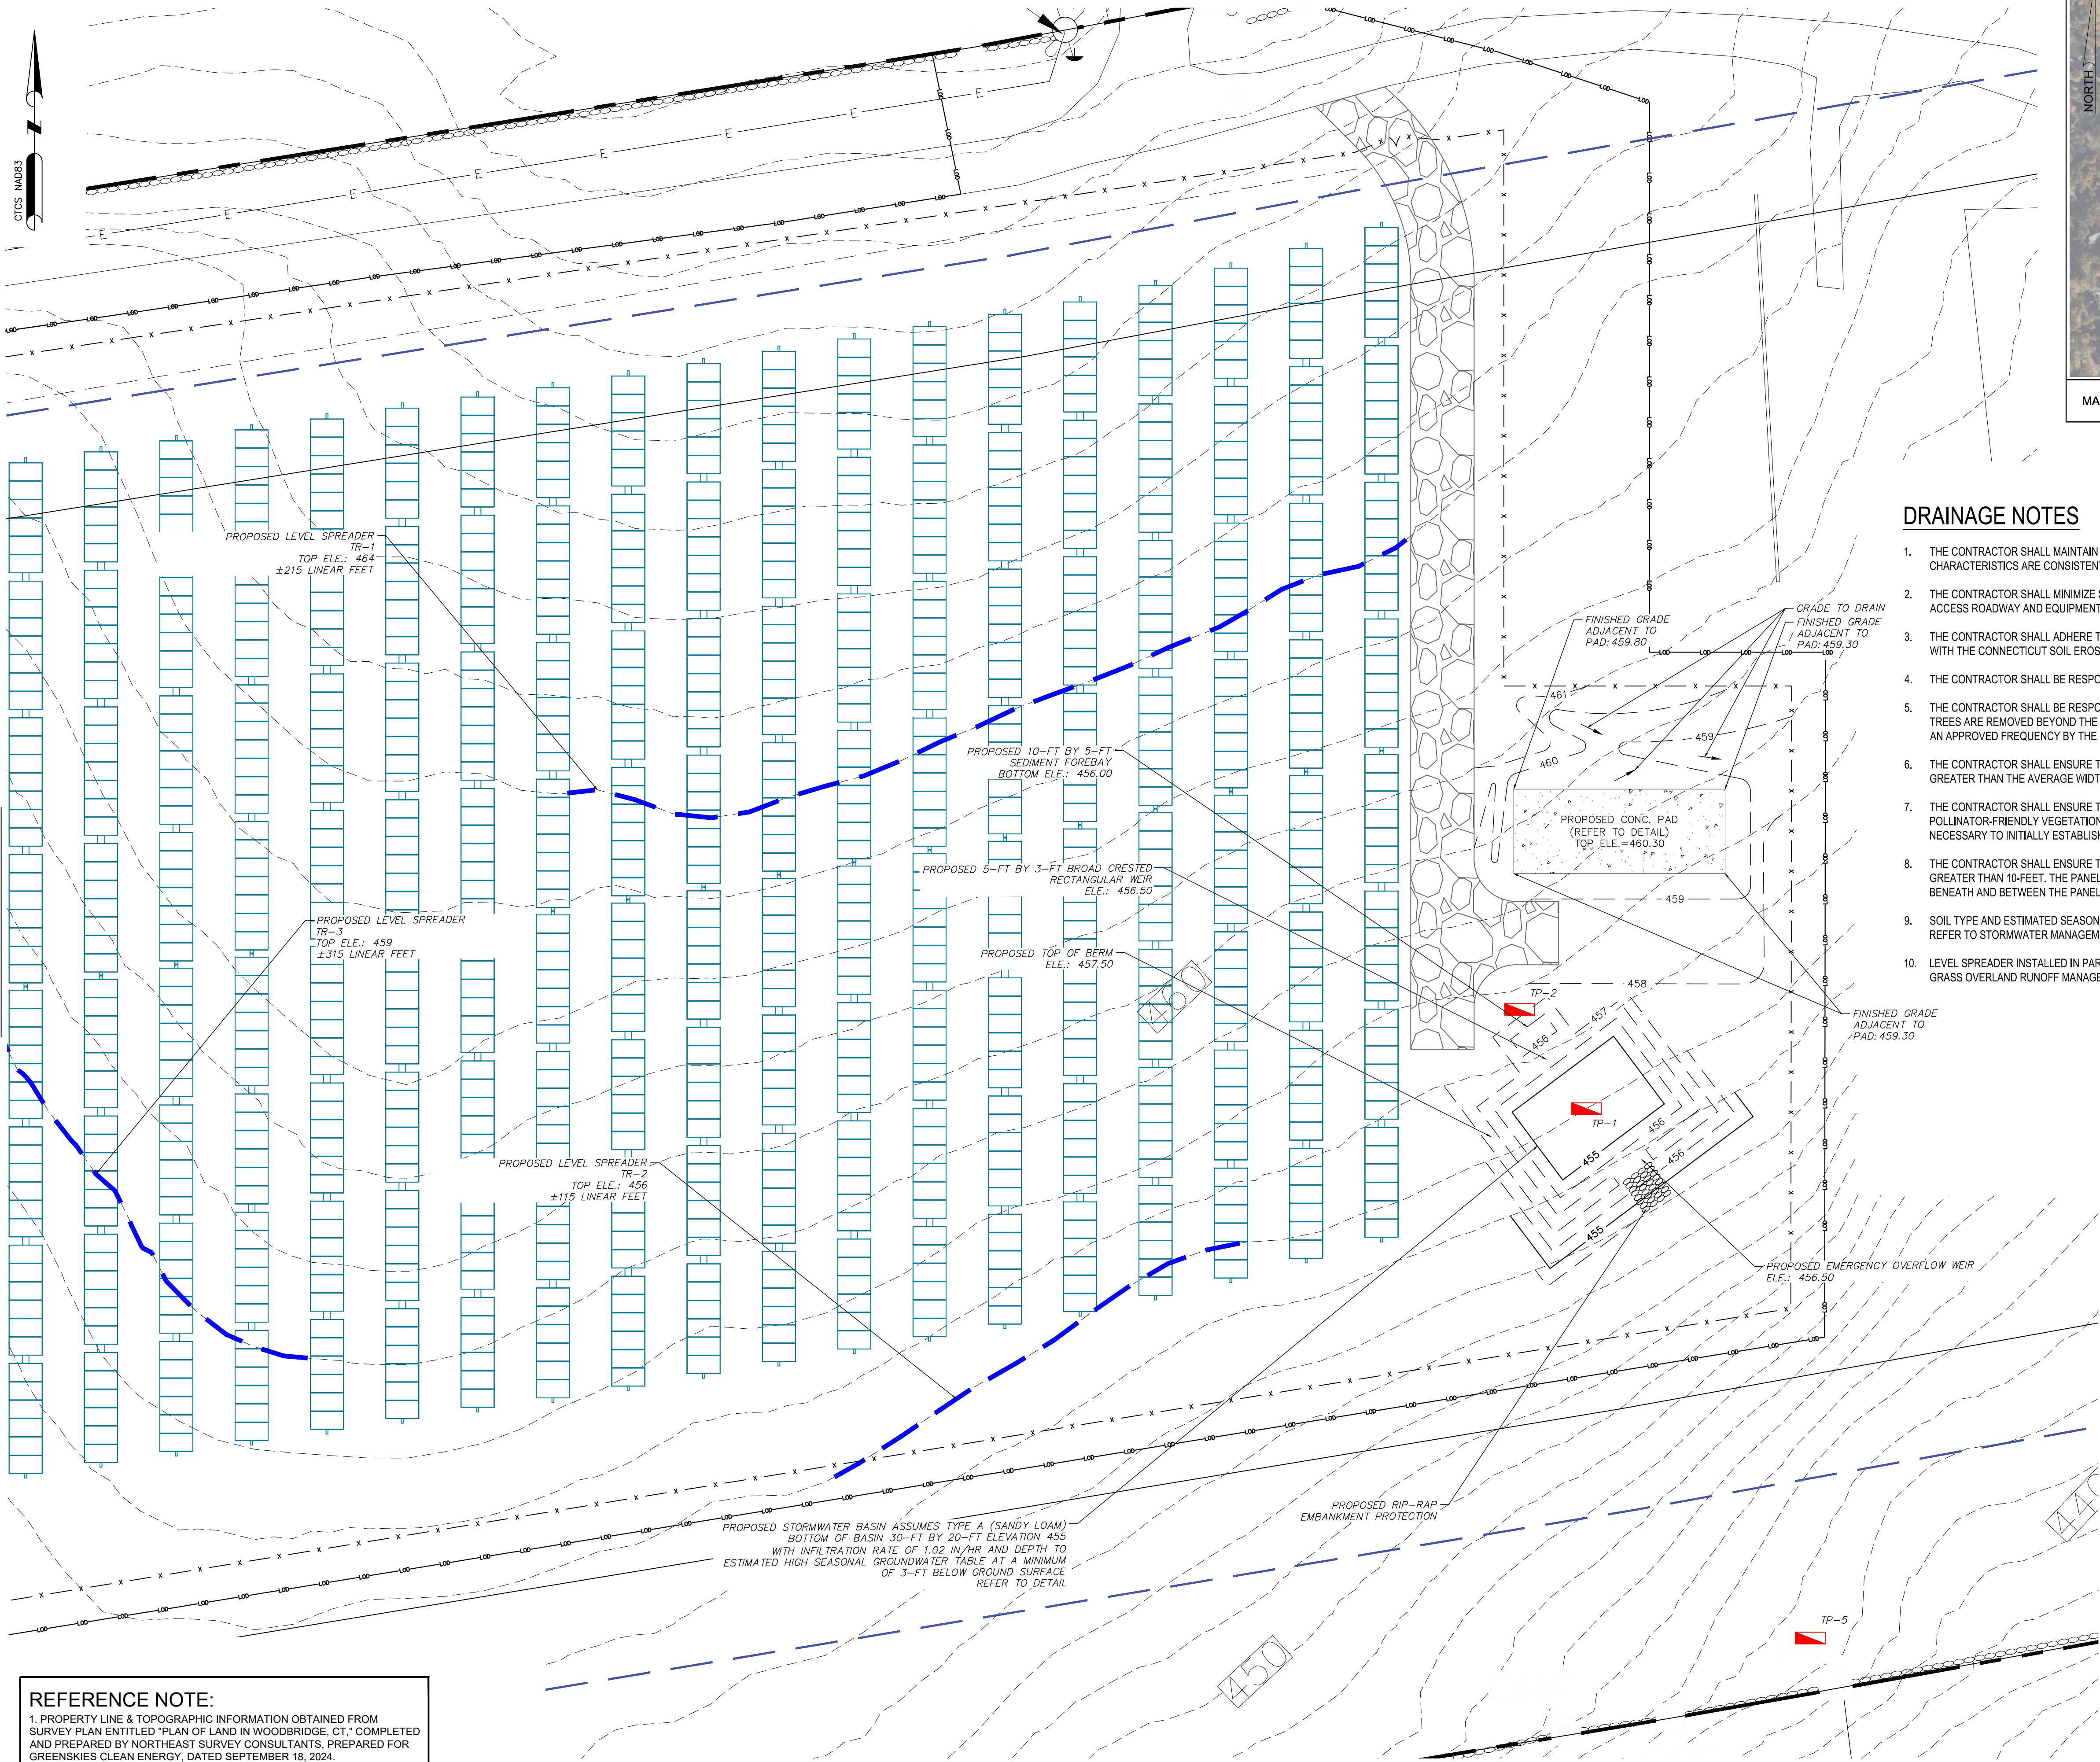 CTCS NAD83
NORTH
MA
E E E E E E E E
PROPOSED LEVEL SPREADER
TR-1
TOP ELE.: 464
±215 LINEAR FEET
PROPOSED LEVEL SPREADER
TR-3
TOP ELE.: 459
±315 LINEAR FEET
PROPOSED LEVEL SPREADER
TR-2
TOP ELE.: 456
±115 LINEAR FEET
PROPOSED 10-FT BY 5-FT
SEDIMENT FOREBAY
BOTTOM ELE.: 456.00
PROPOSED 5-FT BY 3-FT BROAD CRESTED
RECTANGULAR WEIR
ELE.: 456.50
PROPOSED TOP OF BERM
ELE.: 457.50
460
FINISHED GRADE
ADJACENT TO
PAD: 459.80
GRADE TO DRAIN
FINISHED GRADE
ADJACENT TO
PAD: 459.30
LOD LOD LOD LOD LOD
461
459
460
PROPOSED CONC. PAD
(REFER TO DETAIL)
TOP ELE.=460.30
459
458
TP-2
457
456
FINISHED GRADE
ADJACENT TO
PAD: 459.30
TP-1
456
455
456
455
PROPOSED EMERGENCY OVERFLOW WEIR
ELE.: 456.50
PROPOSED RIP-RAP
EMBANKMENT PROTECTION
PROPOSED STORMWATER BASIN ASSUMES TYPE A (SANDY LOAM)
BOTTOM OF BASIN 30-FT BY 20-FT ELEVATION 455
WITH INFILTRATION RATE OF 1.02 IN/HR AND DEPTH TO
ESTIMATED HIGH SEASONAL GROUNDWATER TABLE AT A MINIMUM
OF 3-FT BELOW GROUND SURFACE
REFER TO DETAIL
450
440
TP-5
DRAINAGE NOTES
1. THE CONTRACTOR SHALL MAINTAIN
CHARACTERISTICS ARE CONSISTENT
2. THE CONTRACTOR SHALL MINIMIZE S
ACCESS ROADWAY AND EQUIPMENT
3. THE CONTRACTOR SHALL ADHERE T
WITH THE CONNECTICUT SOIL EROS
4. THE CONTRACTOR SHALL BE RESPO
5. THE CONTRACTOR SHALL BE RESPO
TREES ARE REMOVED BEYOND THE
AN APPROVED FREQUENCY BY THE
6. THE CONTRACTOR SHALL ENSURE T
GREATER THAN THE AVERAGE WIDT
7. THE CONTRACTOR SHALL ENSURE T
POLLINATOR-FRIENDLY VEGETATION
NECESSARY TO INITIALLY ESTABLISH
8. THE CONTRACTOR SHALL ENSURE T
GREATER THAN 10-FEET. THE PANEL
BENEATH AND BETWEEN THE PANEL
9. SOIL TYPE AND ESTIMATED SEASON
REFER TO STORMWATER MANAGEM
10. LEVEL SPREADER INSTALLED IN PAR
GRASS OVERLAND RUNOFF MANAGE
REFERENCE NOTE:
1. PROPERTY LINE & TOPOGRAPHIC INFORMATION OBTAINED FROM
SURVEY PLAN ENTITLED "PLAN OF LAND IN WOODBRIDGE, CT," COMPLETED
AND PREPARED BY NORTHEAST SURVEY CONSULTANTS, PREPARED FOR
GREENSKIES CLEAN ENERGY, DATED SEPTEMBER 18, 2024.